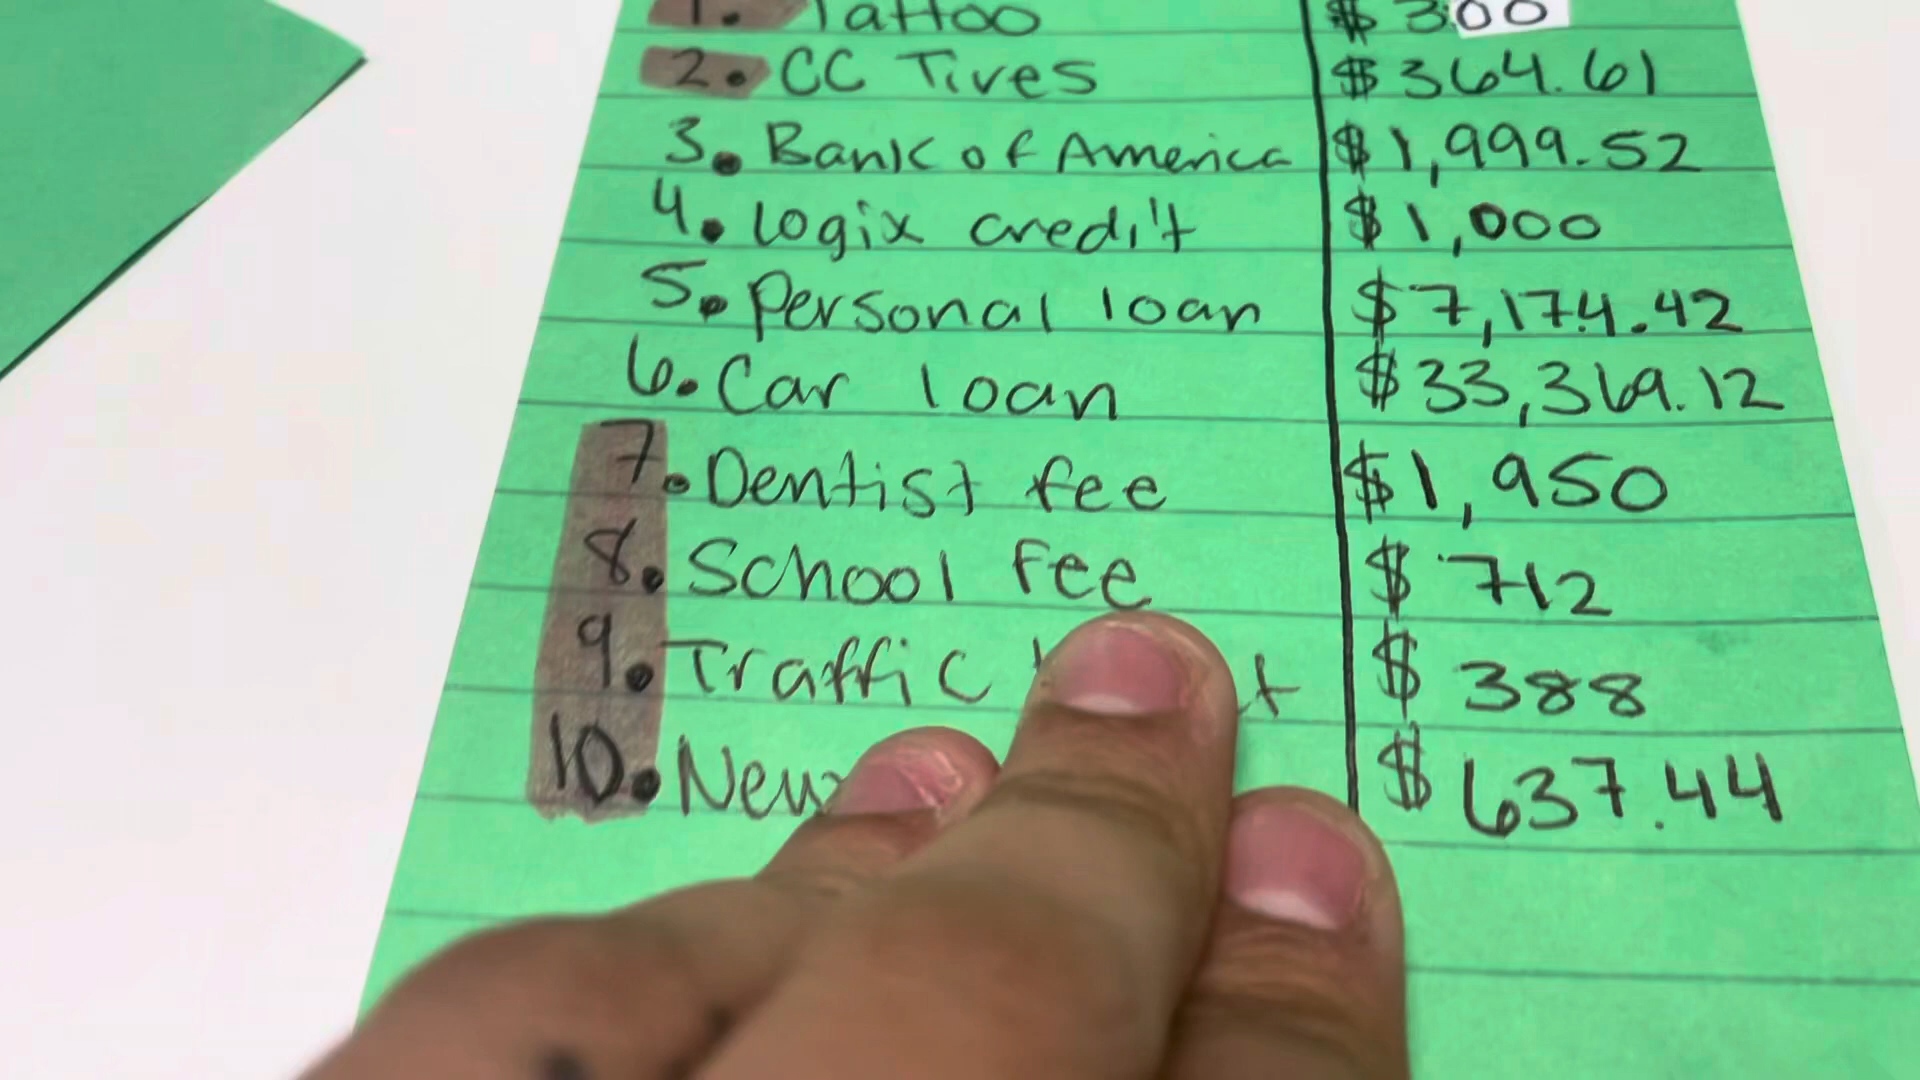 1. Tattoo $300
2. CC Tires $364.61
3. Bank of America $1,999.52
4. Logix credit $1,000
5. Personal loan $7,174.42
6. Car loan $33,369.12
7. Dentist fee $1,950
8. School fee $712
9. Traffic $388
10. New $637.44